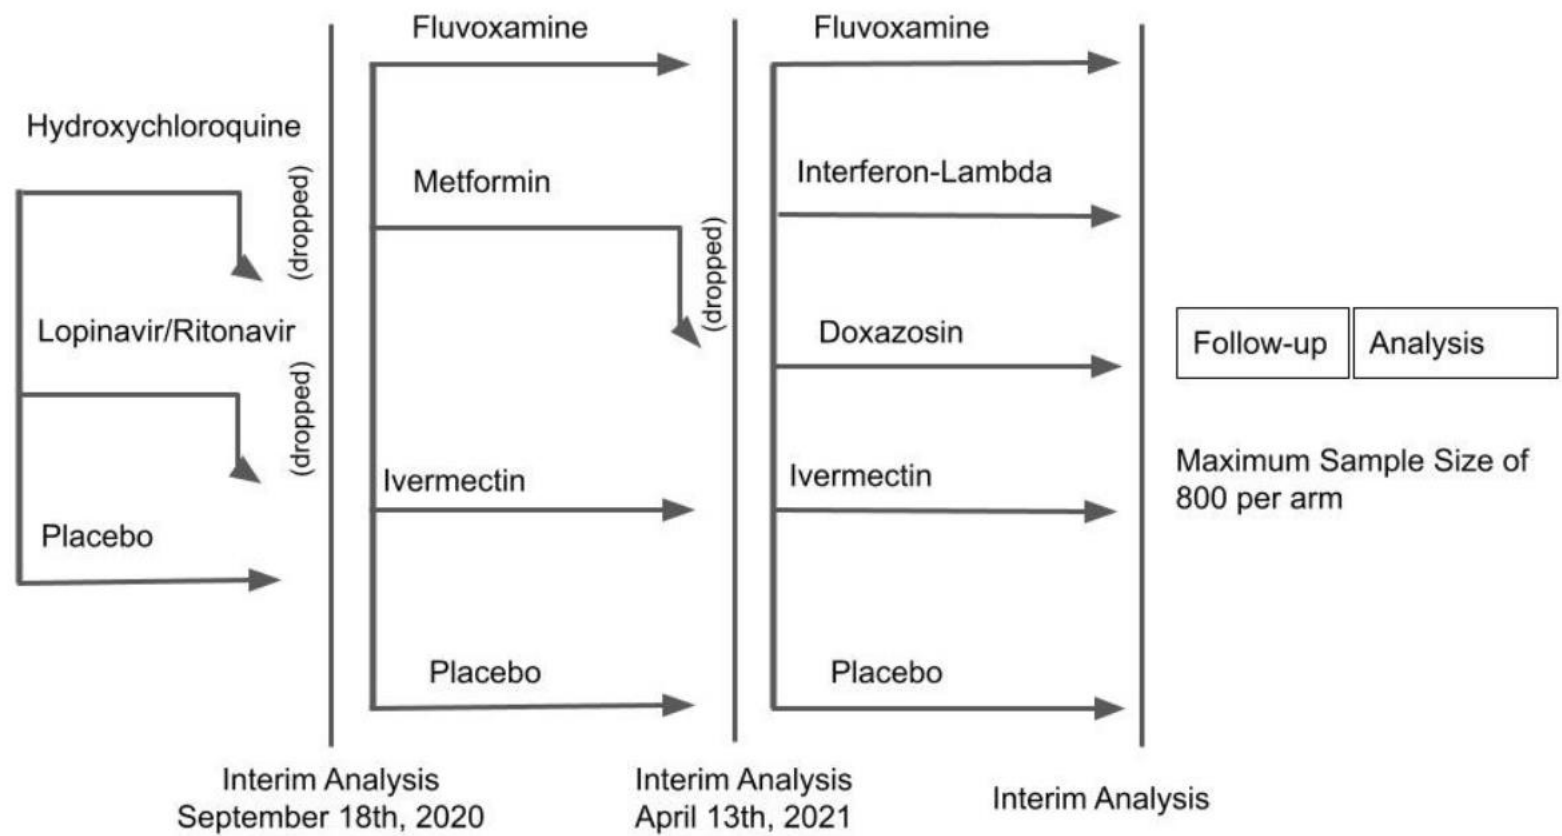 Hydroxychloroquine
(dropped)
Lopinavir/Ritonavir
(dropped)
Placebo
Interim Analysis
September 18th, 2020
Fluvoxamine
Metformin
(dropped)
Ivermectin
Placebo
Interim Analysis
April 13th, 2021
Fluvoxamine
Interferon-Lambda
Doxazosin
Ivermectin
Placebo
Interim Analysis
Follow-up
Analysis
Maximum Sample Size of
800 per arm